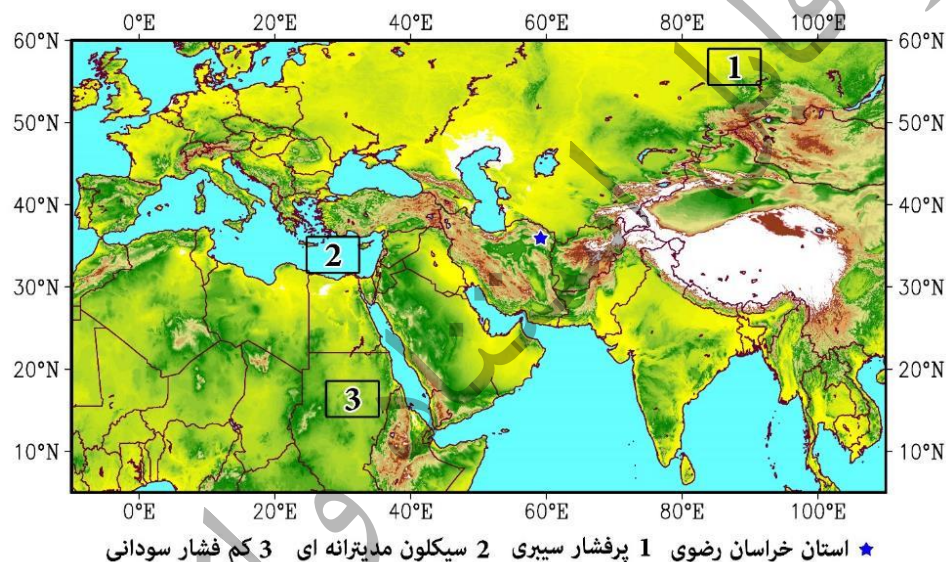 0°E 20°E 40°E 60°E 80°E 100°E
60°N 60°N
1
50°N 50°N
40°N 40°N
2
30°N 30°N
20°N 20°N
3
10°N 10°N
0°E 20°E 40°E 60°E 80°E 100°E
★ استان خراسان رضوی 1 پرفشار سیبری 2 سیکلون مدیترانه ای 3 کم فشار سودانی